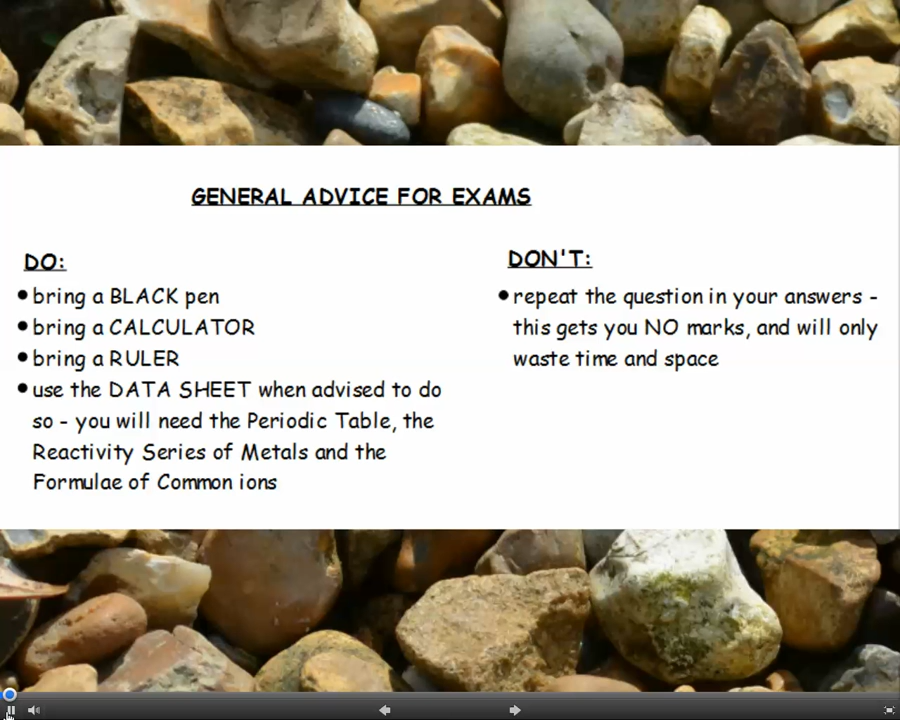 GENERAL ADVICE FOR EXAMS
DO:
• bring a BLACK pen
• bring a CALCULATOR
• bring a RULER
• use the DATA SHEET when advised to do
so - you will need the Periodic Table, the
Reactivity Series of Metals and the
Formulae of Common ions
DON'T:
• repeat the question in your answers -
this gets you NO marks, and will only
waste time and space